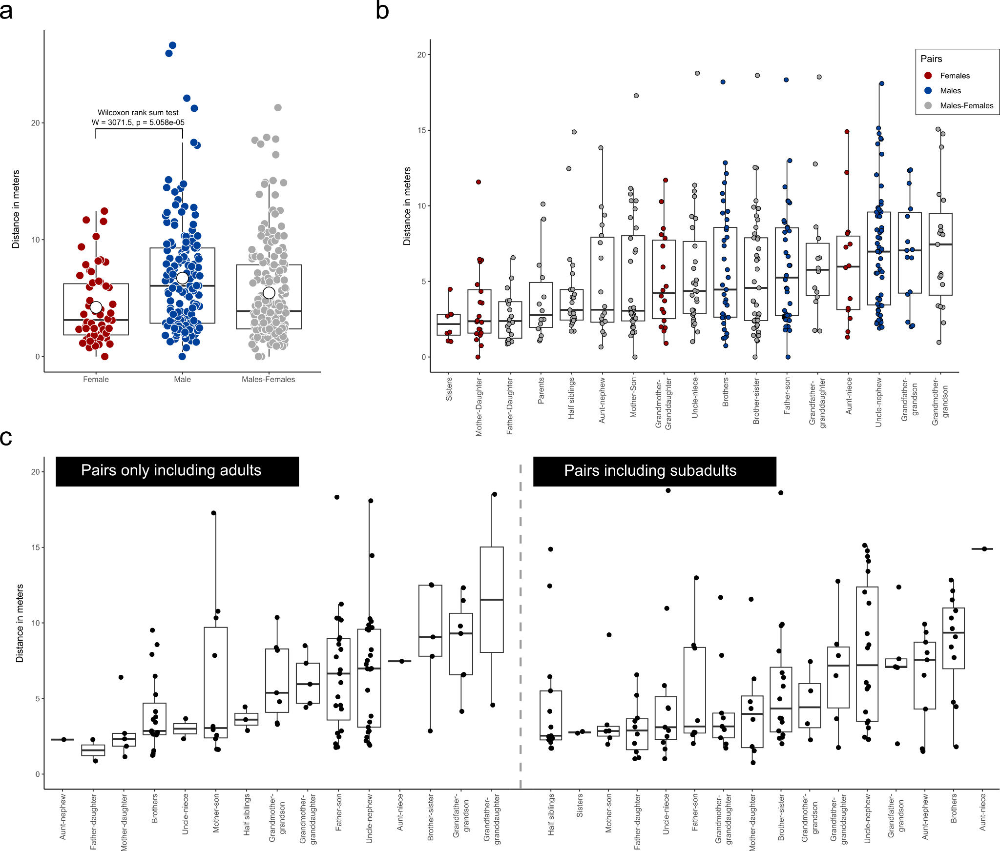 a
Distance in meters
20
10
0
Wilcoxon rank sum test
W = 3071.5, p = 5.058e-05
Female
Male
Males-Females
b
Distance in meters
20
15
10
5
0
Pairs
Females
Males
Males-Females
Sisters
Mother-Daughter
Father-Daughter
Parents
Half siblings
Aunt-nephew
Mother-Son
Grandmother-
Granddaughter
Uncle-niece
Brothers
Brother-sister
Father-son
Grandfather-
granddaughter
Aunt-niece
Uncle-nephew
Grandfather-
grandson
Grandmother-
grandson
c
Distance in meters
20
15
10
5
0
Pairs only including adults
Pairs including subadults
Aunt-nephew
Father-daughter
Mother-daughter
Brothers
Uncle-niece
Mother-son
Half siblings
Grandmother-
grandson
Grandmother-
granddaughter
Father-son
Uncle-nephew
Aunt-niece
Brother-sister
Grandfather-
grandson
Grandfather-
granddaughter
Half siblings
Sisters
Mother-son
Father-daughter
Uncle-niece
Father-son
Grandmother-
granddaughter
Mother-daughter
Brother-sister
Grandmother-
grandson
Grandfather-
granddaughter
Uncle-nephew
Grandfather-
grandson
Aunt-nephew
Brothers
Aunt-niece